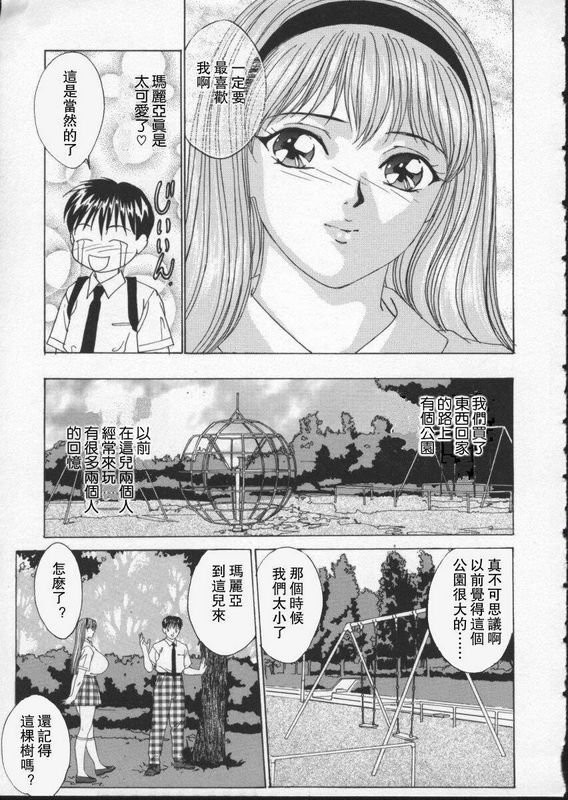 一定要
最喜歡
我啊
瑪麗亞眞是
太可愛了♡
這是當然的了
じいいん
我們買了
東西回家
的路上
有個公園
以前
在這兒兩個人
經常來玩…
有很多兩個人
的回憶
真不可思議啊
以前覺得這個
公園很大的……
那個時候
我們太小了
瑪麗亞
到這兒來
怎麽了?
還記得
這棵樹嗎?